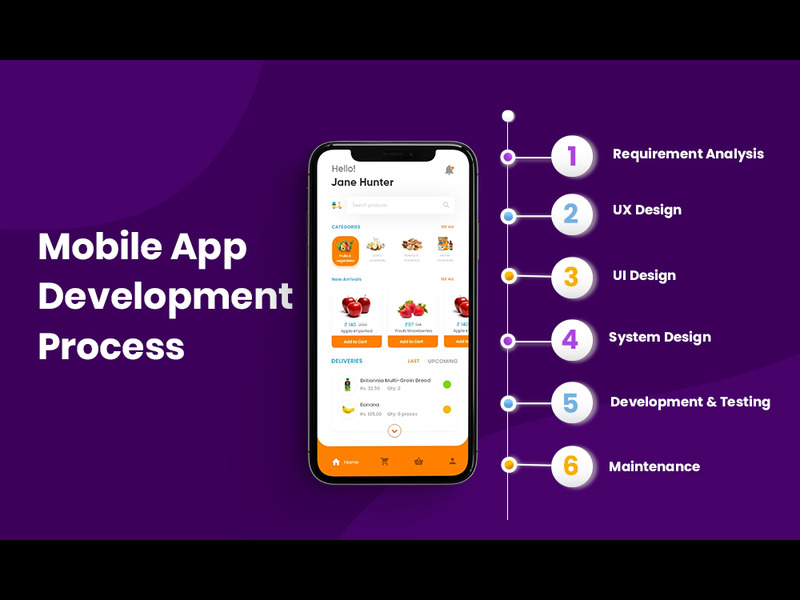 Mobile App
Development
Process
Hello!
Jane Hunter
Search products
CATEGORIES
SEE ALL
Fruits &
vegetables
New Arrivals
SEE ALL
₹ 140
Apple imported
Add to Cart
Fresh Strawberries
Add to Cart
₹ 140
Apple
Add to
DELIVERIES
LAST
UPCOMING
Britannia Multi-Grain Bread
Rs. 32.50
Qty: 2
Banana
Rs. 105.00
Qty: 6 pieces
Home
1
Requirement Analysis
2
UX Design
3
UI Design
4
System Design
5
Development & Testing
6
Maintenance